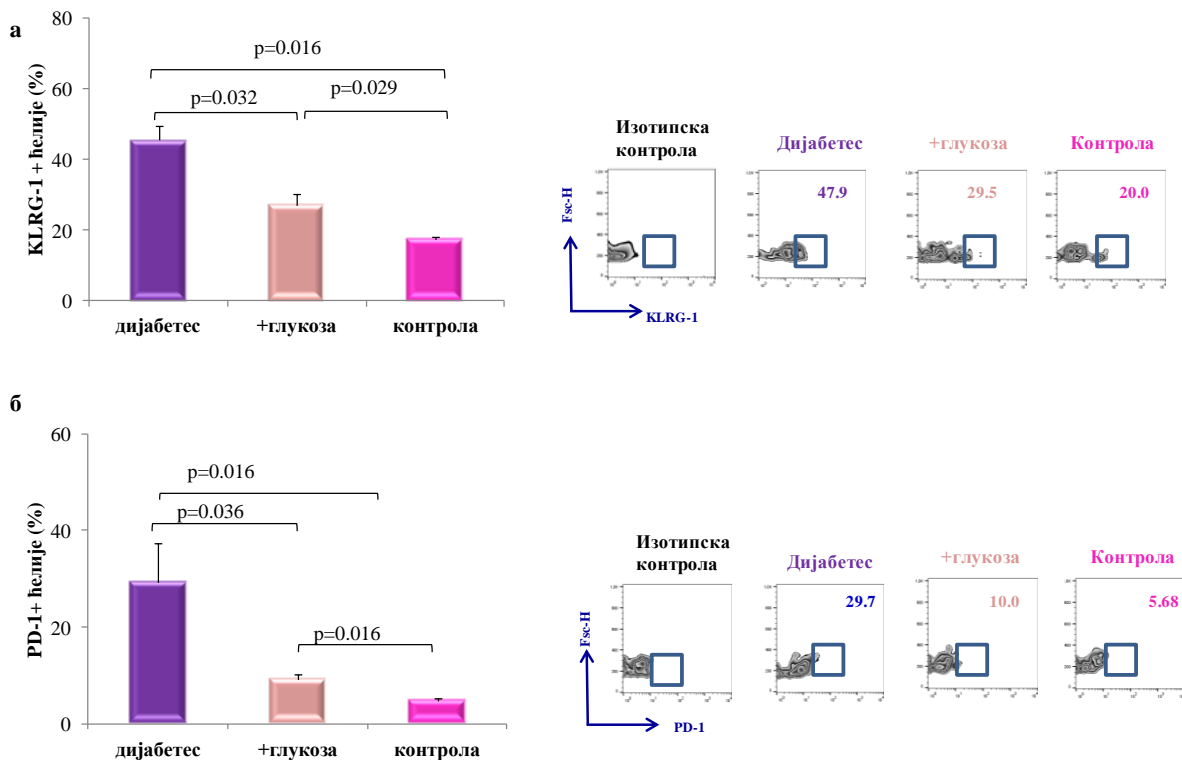 а
80
60
40
20
0
KLRG-1 + ћелије (%)
p=0.016
p=0.032
p=0.029
дијабетес
+глукоза
контрола
Изотипска
контрола
Дијабетес
+глукоза
Контрола
47.9
29.5
20.0
Fsc-H
KLRG-1
б
60
40
20
0
PD-1+ ћелије (%)
p=0.016
p=0.036
p=0.016
дијабетес
+глукоза
контрола
Изотипска
контрола
Дијабетес
+глукоза
Контрола
29.7
10.0
5.68
Fsc-H
PD-1